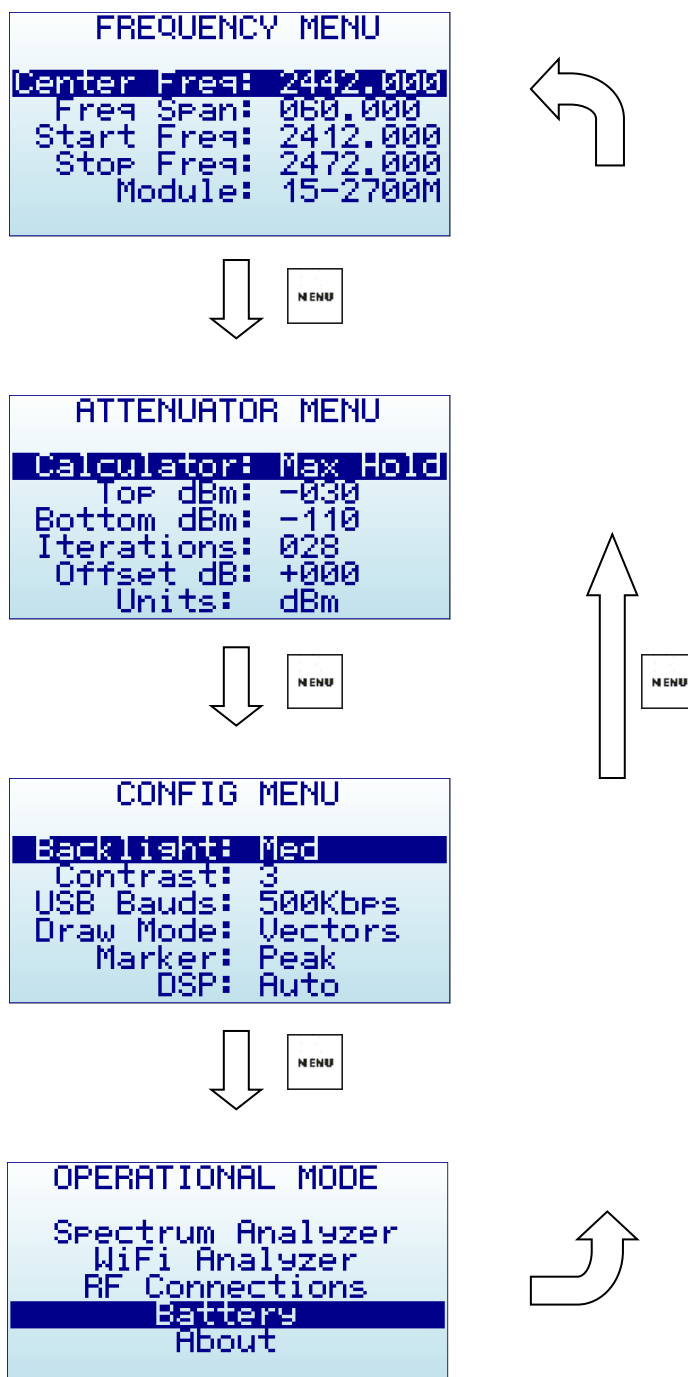 FREQUENCY MENU
Center Freq: 2442.000
Freq Span: 060.000
Start Freq: 2412.000
Stop Freq: 2472.000
Module: 15-2700M
MENU
ATTENUATOR MENU
Calculator: Max Hold
Top dBm: -030
Bottom dBm: -110
Iterations: 028
Offset dB: +000
Units: dBm
MENU
MENU
CONFIG MENU
Backlight: Med
Contrast: 3
USB Bauds: 500Kbps
Draw Mode: Vectors
Marker: Peak
DSP: Auto
MENU
OPERATIONAL MODE
Spectrum Analyzer
WiFi Analyzer
RF Connections
Battery
About